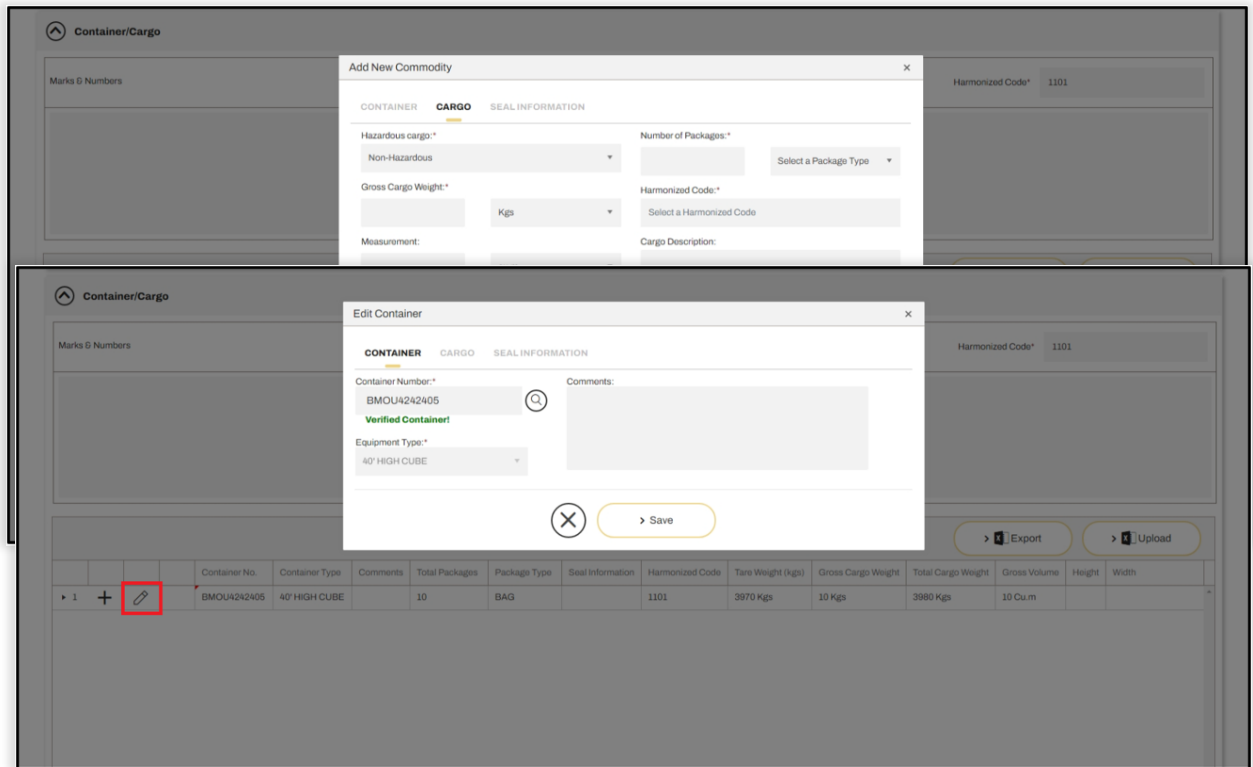 Container/Cargo
Add New Commodity ×
Marks & Numbers
Harmonized Code* 1101
CONTAINER CARGO SEAL INFORMATION
Hazardous cargo:* Number of Packages:*
Non-Hazardous Select a Package Type
Gross Cargo Weight:* Harmonized Code:*
Kgs Select a Harmonized Code
Measurement: Cargo Description:
Container/Cargo
Edit Container ×
Marks & Numbers
Harmonized Code* 1101
CONTAINER CARGO SEAL INFORMATION
Container Number:* Comments:
BMOU4242405
Verified Container!
Equipment Type:*
40' HIGH CUBE
> Save
> Export > Upload
Container No. Container Type Comments Total Packages Package Type Seal Information Harmonized Code Tare Weight (kgs) Gross Cargo Weight Total Cargo Weight Gross Volume Height Width
1 BMOU4242405 40' HIGH CUBE 10 BAG 1101 3970 Kgs 10 Kgs 3980 Kgs 10 Cu.m